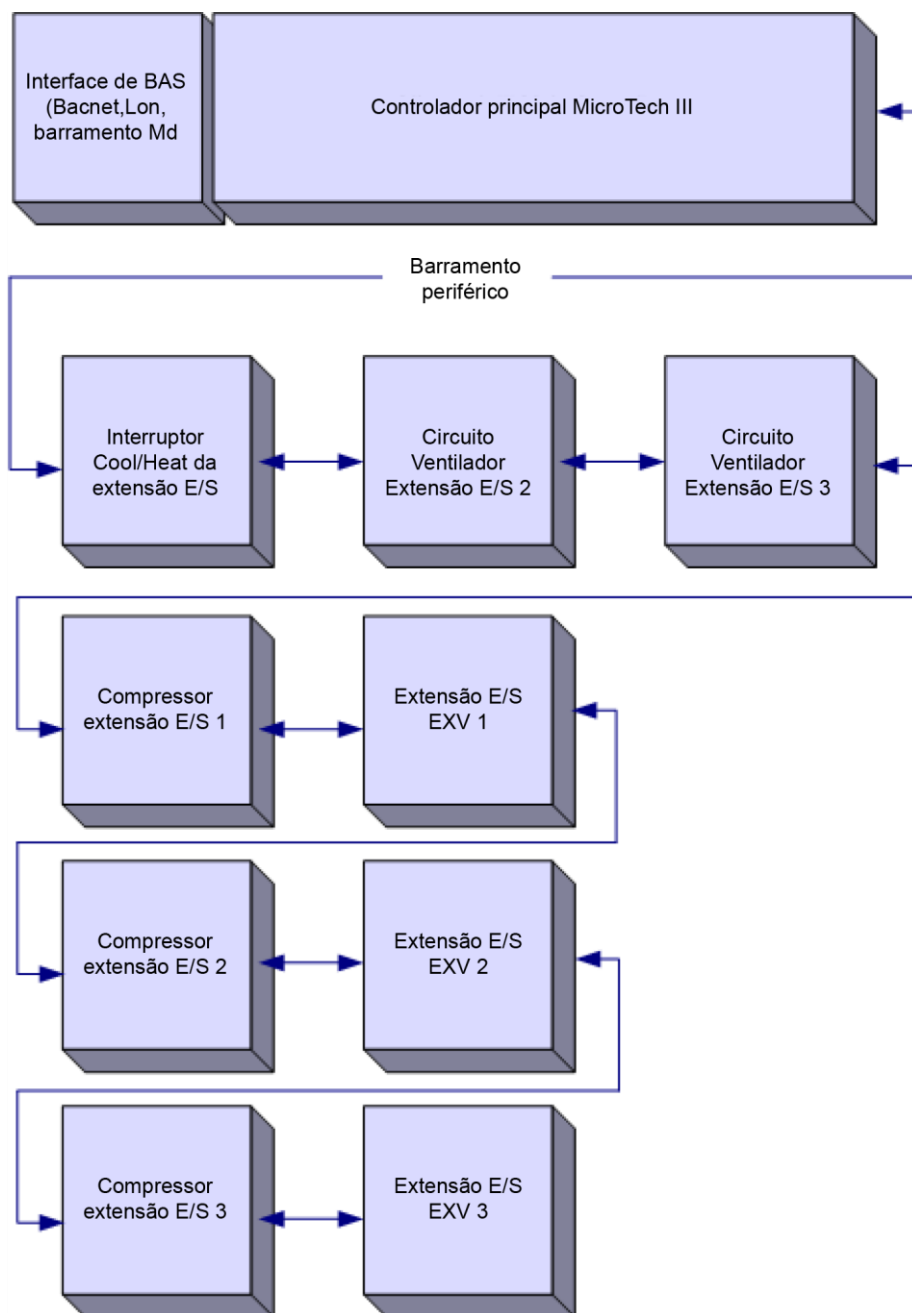 Interface de BAS
(Bacnet,Lon,
barramento Md
Controlador principal MicroTech III
Barramento
periférico
Interruptor
Cool/Heat da
extensão E/S
Circuito
Ventilador
Extensão E/S 2
Circuito
Ventilador
Extensão E/S 3
Compressor
extensão E/S 1
Extensão E/S
EXV 1
Compressor
extensão E/S 2
Extensão E/S
EXV 2
Compressor
extensão E/S 3
Extensão E/S
EXV 3